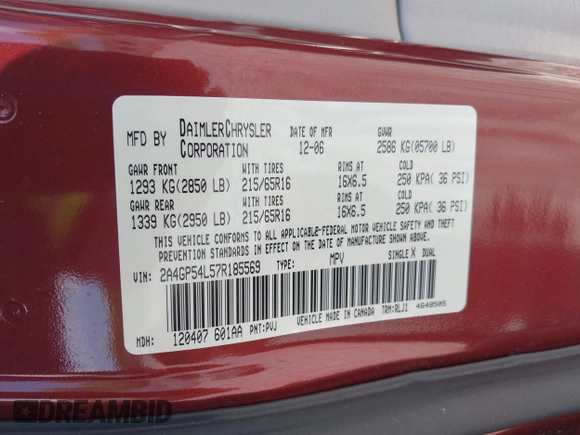 MFD BY DAIMLERCHRYSLER CORPORATION DATE OF MFR 12-06 GVWR 2586 KG(05700 LB)
GAWR FRONT WITH TIRES RIMS AT COLD
1293 KG(2850 LB) 215/65R16 16X6.5 250 KPA( 36 PSI)
GAWR REAR WITH TIRES RIMS AT COLD
1339 KG(2950 LB) 215/65R16 16X6.5 250 KPA( 36 PSI)
THIS VEHICLE CONFORMS TO ALL APPLICABLE-FEDERAL MOTOR VEHICLE SAFETY AND THEFT
PREVENTION STANDARDS IN EFFECT ON THE DATE OF MANUFACTURE SHOWN ABOVE.
VIN: 2A4GP54L57R185569 TYPE: MPV SINGLE X DUAL
MDH: 120407 601AA PNT:PVJ VEHICLE MADE IN CANADA TRM:RLJI 4648505
DREAMBID